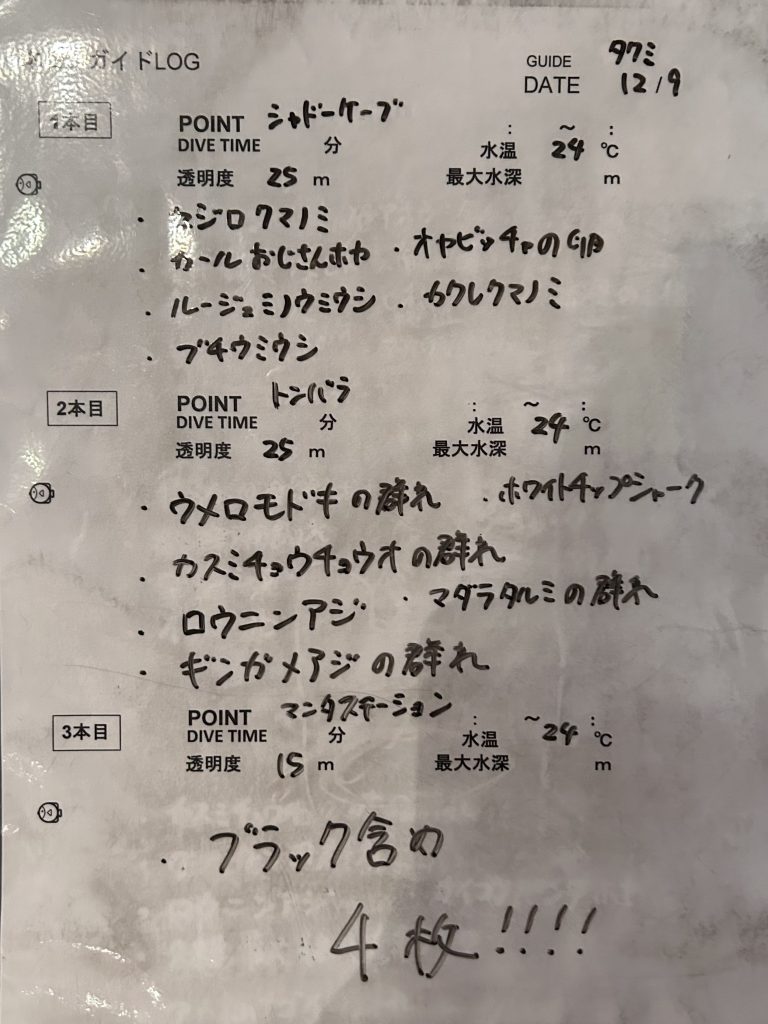 ガイドLOG
GUIDE タクミ
DATE 12/9
1本目
POINT シャドーケーブ
DIVE TIME 分 : ～ :
水温 24 ℃
透明度 25 m 最大水深 m
・カジロクマノミ
・カールおじさんホヤ ・オヤビッチャの卵
・ルージュミノウミウシ ・カクレクマノミ
・ブチウミウシ
2本目
POINT トンバラ
DIVE TIME 分 : ～ :
水温 24 ℃
透明度 25 m 最大水深 m
・ウメロモドキの群れ ・ホワイトチップシャーク
・カスミチョウチョウオの群れ
・ロウニンアジ ・マダラタルミの群れ
・ギンガメアジの群れ
3本目
POINT マンタステーション
DIVE TIME 分 : ～ :
水温 24 ℃
透明度 15 m 最大水深 m
・ブラック含め
4枚!!!!